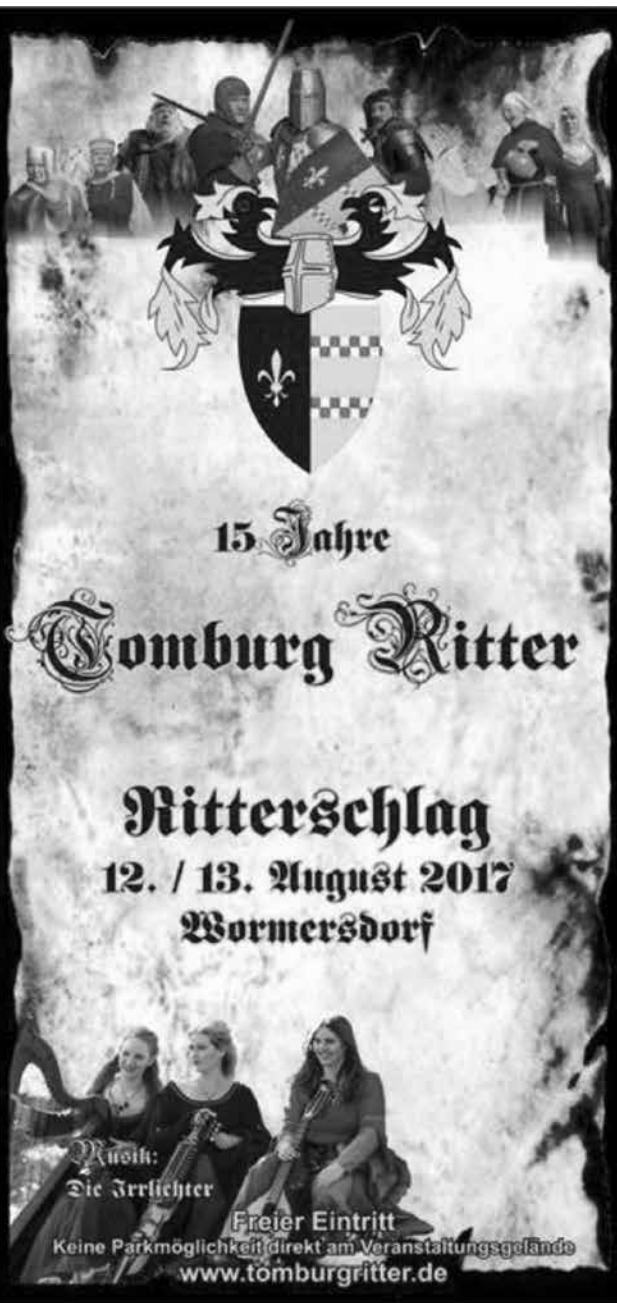 15 Jahre
Tomburg Ritter
Ritterschlag
12. / 13. August 2017
Wormersdorf
Musik:
Die Irrlichter
Freier Eintritt
Keine Parkmöglichkeit direkt am Veranstaltungsgelände
www.tomburgritter.de